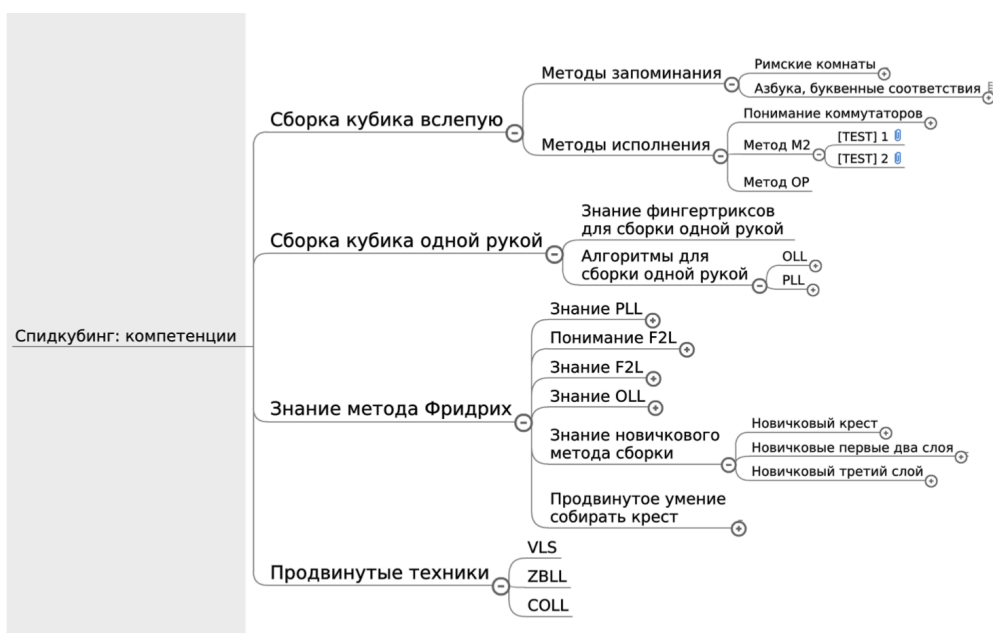 Римские комнаты
Методы запоминания
Азбука, буквенные соответствия
Сборка кубика вслепую
Понимание коммутаторов
[TEST] 1
Методы исполнения
Метод М2
[TEST] 2
Метод ОР
Знание фингертриксов
для сборки одной рукой
Сборка кубика одной рукой
Алгоритмы для
сборки одной рукой
OLL
PLL
Знание PLL
Спидкубинг: компетенции
Понимание F2L
Знание F2L
Знание OLL
Знание метода Фридрих
Знание новичкового
метода сборки
Новичковый крест
Новичковые первые два слоя
Новичковый третий слой
Продвинутое умение
собирать крест
VLS
Продвинутые техники
ZBLL
COLL